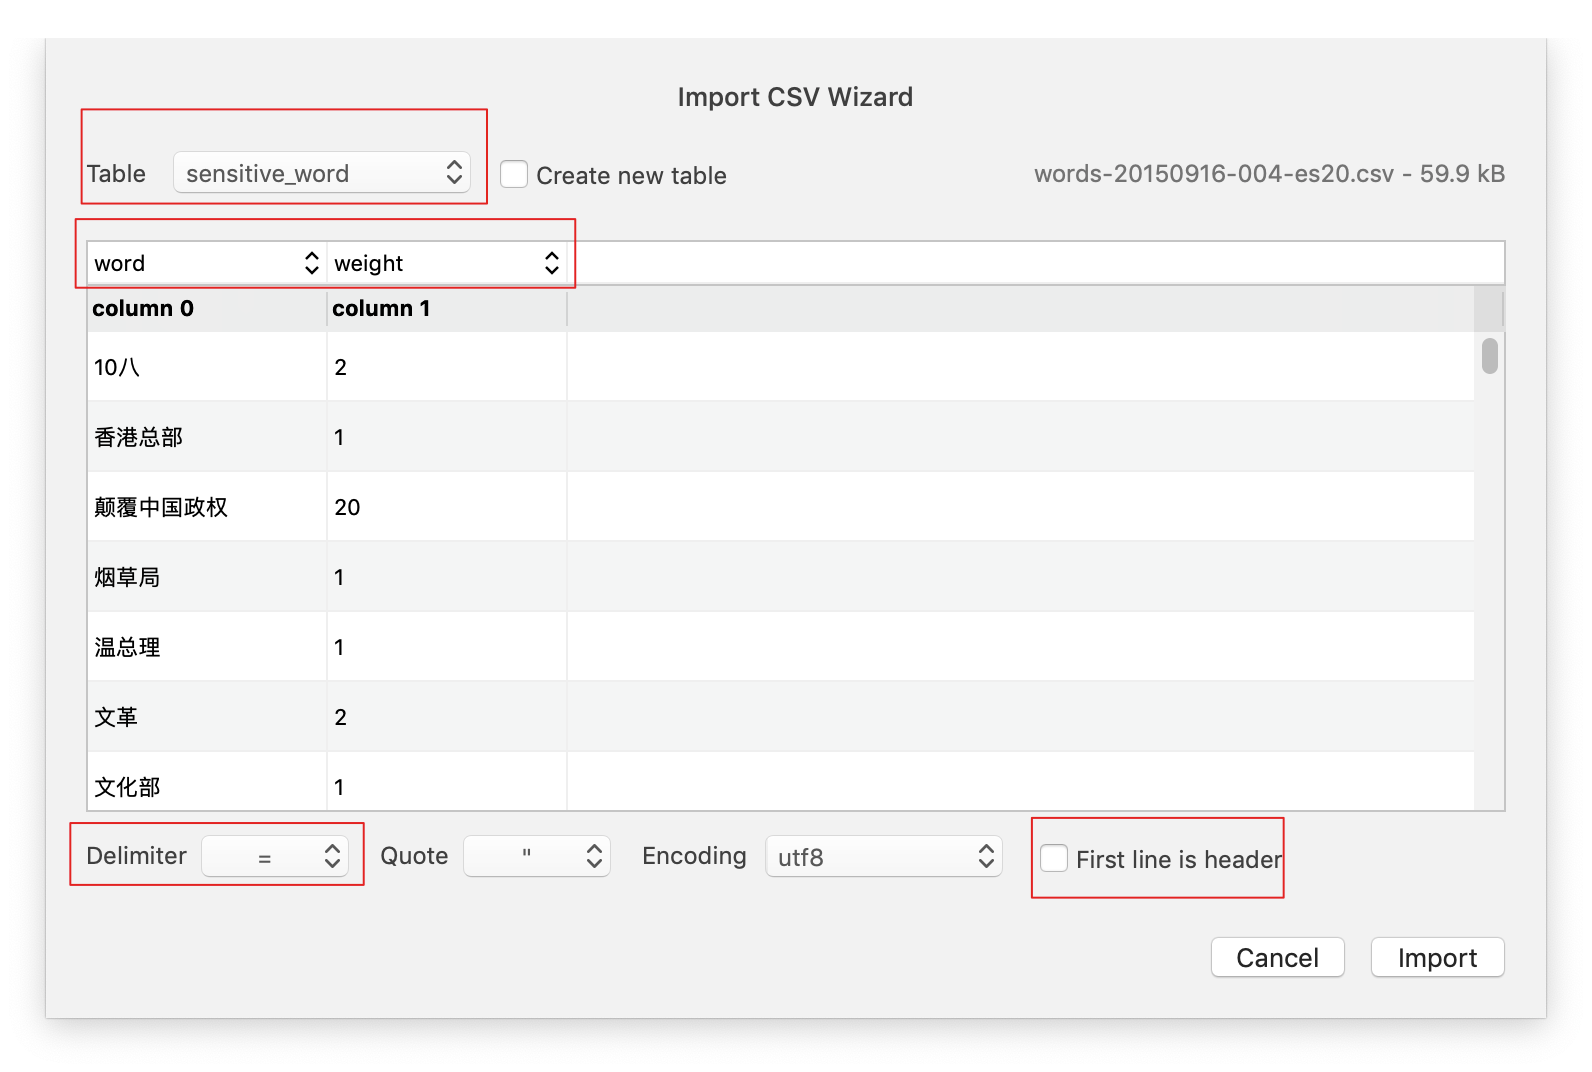 Import CSV Wizard
Table sensitive_word Create new table words-20150916-004-es20.csv - 59.9 kB
word weight
column 0 column 1
10八 2
香港总部 1
颠覆中国政权 20
烟草局 1
温总理 1
文革 2
文化部 1
Delimiter = Quote " Encoding utf8 First line is header
Cancel Import